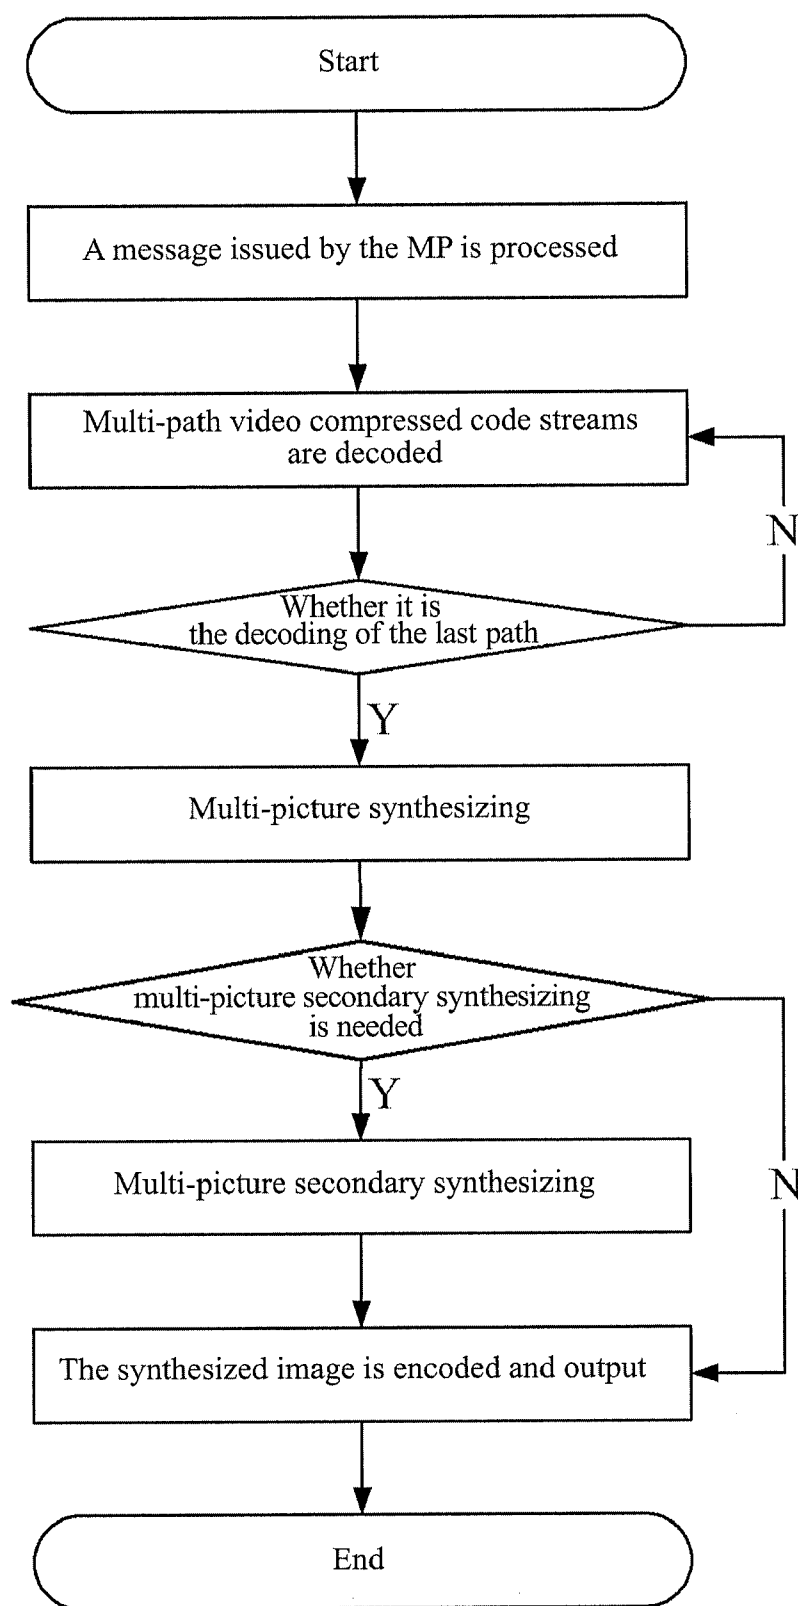 Start
A message issued by the MP is processed
Multi-path video compressed code streams
are decoded
N
Whether it is
the decoding of the last path
Y
Multi-picture synthesizing
Whether
multi-picture secondary synthesizing
is needed
Y
Multi-picture secondary synthesizing
N
The synthesized image is encoded and output
End